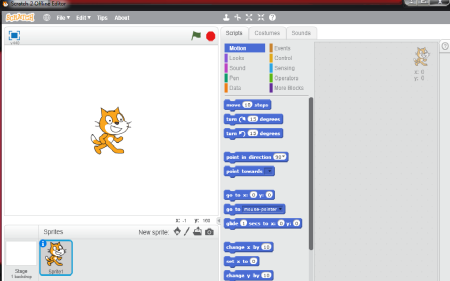 Scratch 2 Offline Editor
SCRATCH File Edit Tips About
Scripts Costumes Sounds
Motion Events
Looks Control
Sound Sensing
Pen Operators
Data More Blocks
x: 0
y: 0
move 10 steps
turn 15 degrees
turn 15 degrees
point in direction 90
point towards
go to x: 0 y: 0
go to mouse-pointer
glide 1 secs to x: 0 y: 0
change x by 10
set x to 0
change y by 10
Sprites New sprite:
Sprite1
Stage
1 backdrop